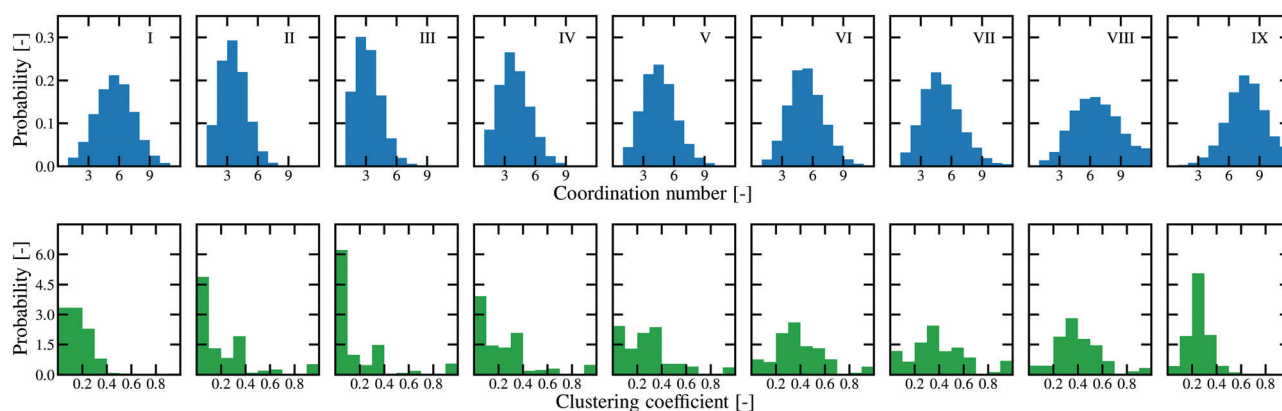 I II III IV V VI VII VIII IX
Probability [-]
0.3
0.2
0.1
0.0
3 6 9 3 6 9 3 6 9 3 6 9 3 6 9 3 6 9 3 6 9 3 6 9 3 6 9
Coordination number [-]
Probability [-]
6.0
4.5
3.0
1.5
0.0
0.2 0.4 0.6 0.8 0.2 0.4 0.6 0.8 0.2 0.4 0.6 0.8 0.2 0.4 0.6 0.8 0.2 0.4 0.6 0.8 0.2 0.4 0.6 0.8 0.2 0.4 0.6 0.8 0.2 0.4 0.6 0.8 0.2 0.4 0.6 0.8
Clustering coefficient [-]